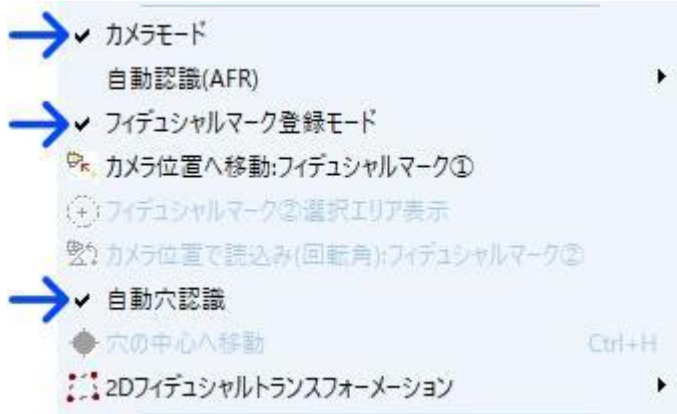 カメラモード
自動認識(AFR)
フィデュシャルマーク登録モード
カメラ位置へ移動:フィデュシャルマーク①
フィデュシャルマーク②選択エリア表示
カメラ位置で読込み(回転角):フィデュシャルマーク②
自動穴認識
穴の中心へ移動 Ctrl+H
2Dフィデュシャルトランスフォーメーション